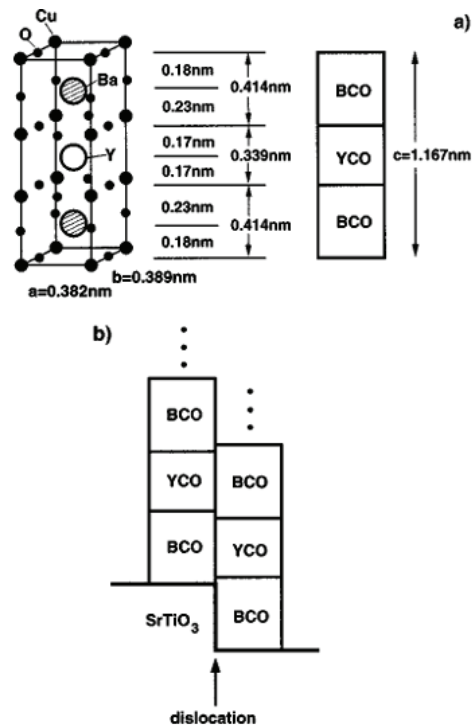 a)
Cu
O
Ba
Y
0.18nm
0.23nm
0.414nm
0.17nm
0.17nm
0.339nm
0.23nm
0.18nm
0.414nm
BCO
YCO
BCO
c=1.167nm
b=0.389nm
a=0.382nm
b)
BCO
YCO
BCO
BCO
YCO
BCO
SrTiO₃
dislocation